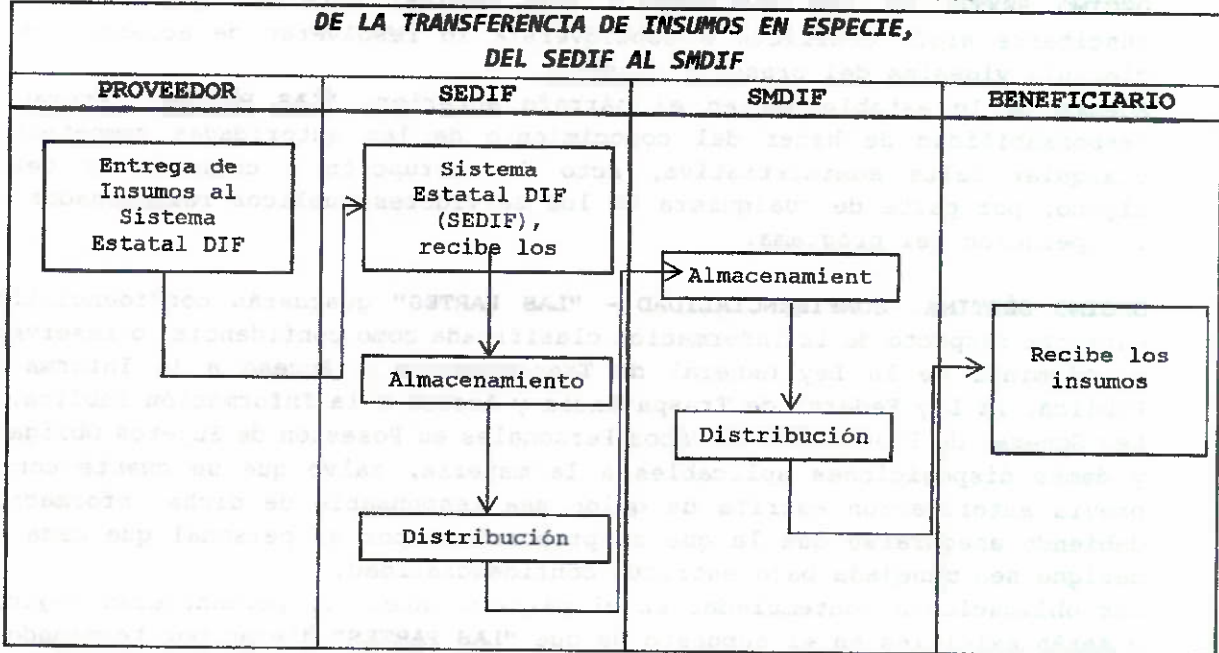 DE LA TRANSFERENCIA DE INSUMOS EN ESPECIE,
DEL SEDIF AL SMDIF
PROVEEDOR SEDIF SMDIF BENEFICIARIO
Entrega de
Insumos al
Sistema
Estatal DIF
Sistema
Estatal DIF
(SEDIF),
recibe los
Almacenamiento
Distribución
Almacenamient
Distribución
Recibe los
insumos